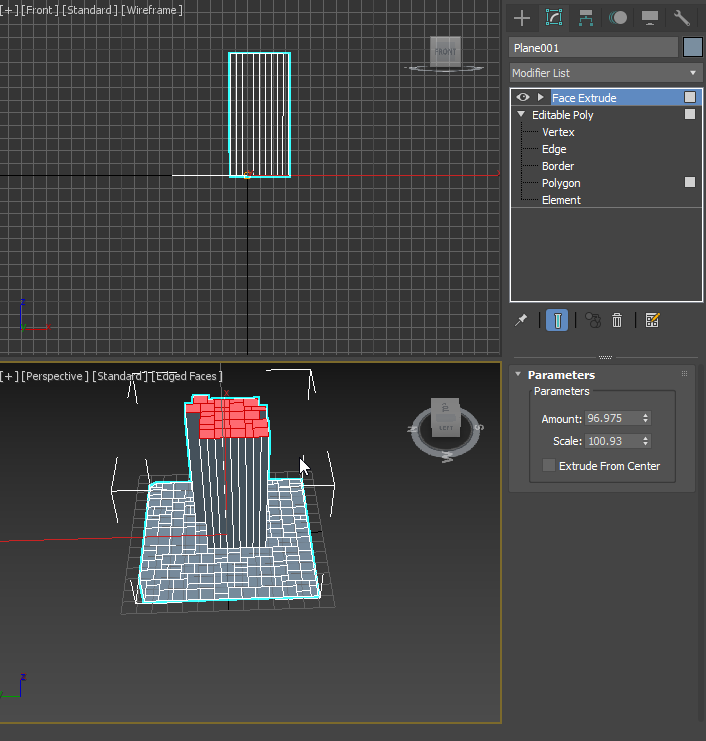 [+] [Front] [Standard] [Wireframe]
FRONT
z
x
y
x
[+] [Perspective] [Standard] [Edged Faces]
x
LEFT
N
S
W
z
y
Plane001
Modifier List
Face Extrude
Editable Poly
Vertex
Edge
Border
Polygon
Element
Parameters
Parameters
Amount: 96.975
Scale: 100.93
Extrude From Center